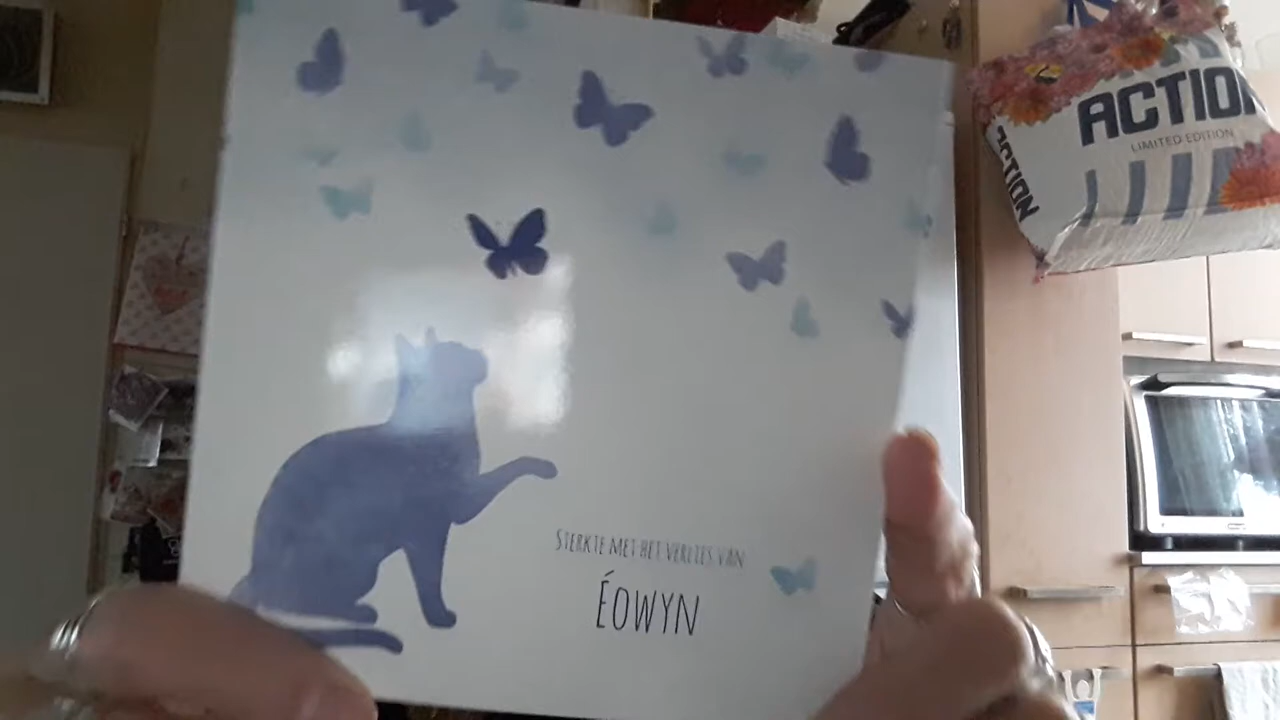 STERKTE MET HET VERLIES VAN
ÉOWYN
ACTION
LIMITED EDITION
ACTION